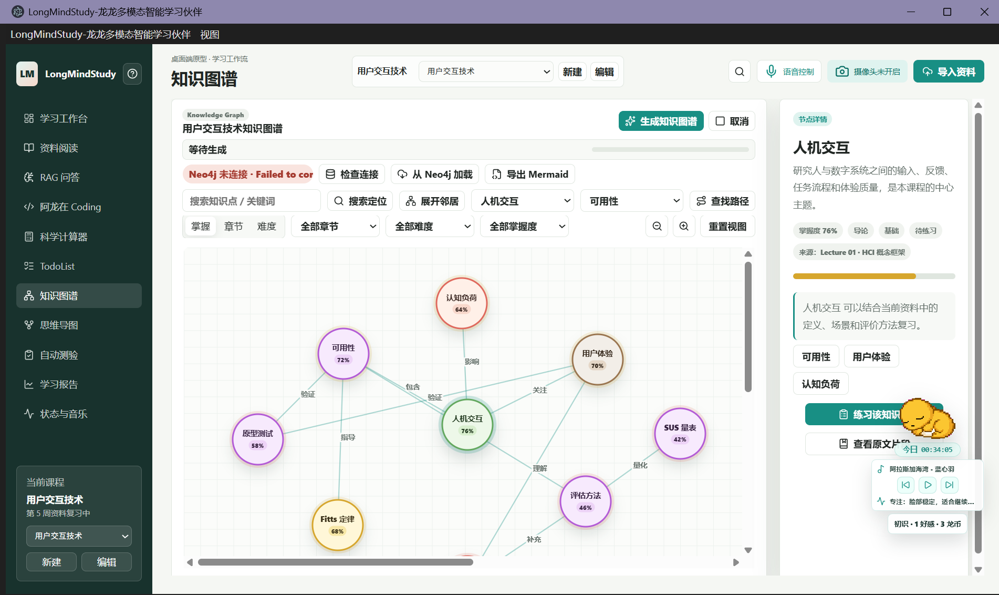 LongMindStudy-龙龙多模态智能学习伙伴
LongMindStudy-龙龙多模态智能学习伙伴 视图
LM LongMindStudy
学习工作台
资料阅读
RAG 问答
阿龙在 Coding
科学计算器
TodoList
知识图谱
思维导图
自动测验
学习报告
状态与音乐
当前课程
用户交互技术
第 5 周资料复习中
用户交互技术
新建 编辑
桌面端原型 · 学习工作流
知识图谱
用户交互技术 用户交互技术 新建 编辑
语音控制 摄像头未开启 导入资料
Knowledge Graph
用户交互技术知识图谱
生成知识图谱 取消
等待生成
Neo4j 未连接 · Failed to cor 检查连接 从 Neo4j 加载 导出 Mermaid
搜索知识点 / 关键词 搜索定位 展开邻居 人机交互 可用性 查找路径
掌握 章节 难度 全部章节 全部难度 全部掌握度 重置视图
认知负荷
64%
可用性
72%
用户体验
70%
影响
验证
包含
验证
关注
人机交互
76%
原型测试
58%
SUS 量表
42%
指导
理解
量化
评估方法
46%
Fitts 定律
68%
补充
节点详情
人机交互
研究人与数字系统之间的输入、反馈、
任务流程和体验质量，是本课程的中心
主题。
掌握度 76% 导论 基础 待练习
来源：Lecture 01 · HCI 概念框架
人机交互 可以结合当前资料中的
定义、场景和评价方法复习。
可用性 用户体验
认知负荷
练习该知识
查看原文片段
今日 00:34:05
阿拉斯加海湾 - 蓝心羽
专注：脸部稳定，适合继续...
初识 · 1 好感 · 3 龙币